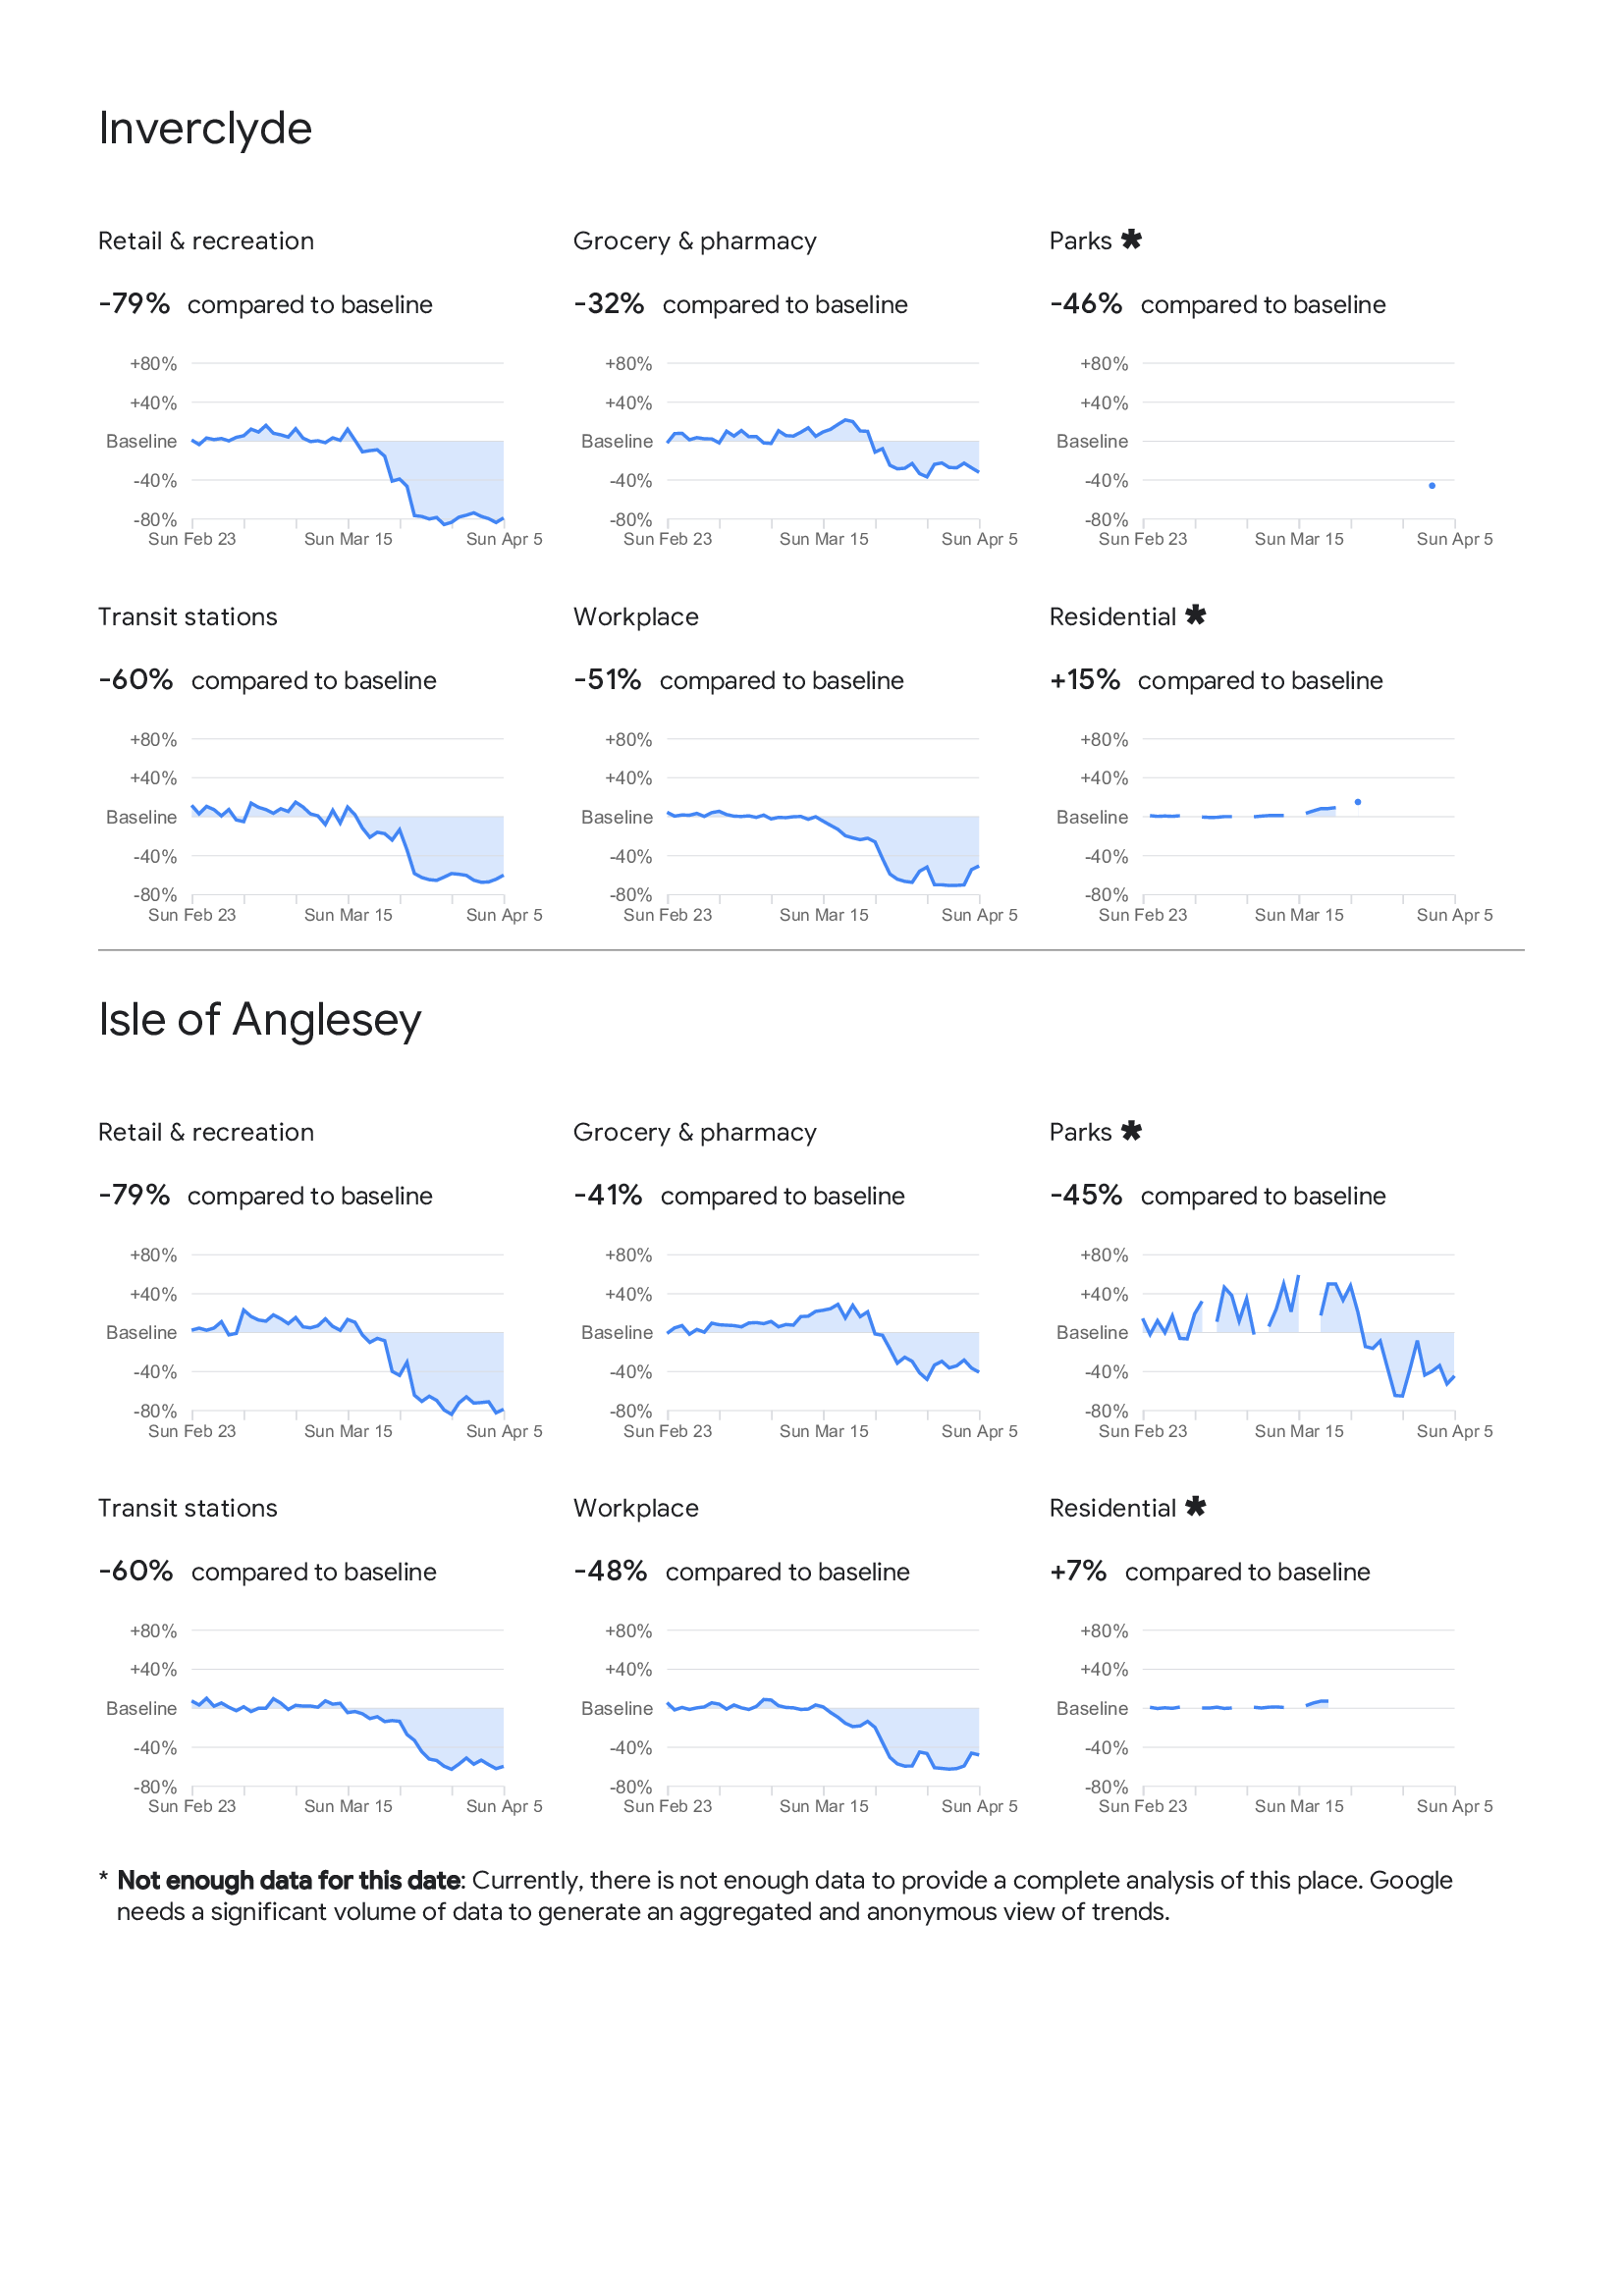 Inverclyde
Retail & recreation
-79% compared to baseline
+80%
+40%
Baseline
-40%
-80%
Sun Feb 23 Sun Mar 15 Sun Apr 5
Grocery & pharmacy
-32% compared to baseline
+80%
+40%
Baseline
-40%
-80%
Sun Feb 23 Sun Mar 15 Sun Apr 5
Parks *
-46% compared to baseline
+80%
+40%
Baseline
-40%
-80%
Sun Feb 23 Sun Mar 15 Sun Apr 5
Transit stations
-60% compared to baseline
+80%
+40%
Baseline
-40%
-80%
Sun Feb 23 Sun Mar 15 Sun Apr 5
Workplace
-51% compared to baseline
+80%
+40%
Baseline
-40%
-80%
Sun Feb 23 Sun Mar 15 Sun Apr 5
Residential *
+15% compared to baseline
+80%
+40%
Baseline
-40%
-80%
Sun Feb 23 Sun Mar 15 Sun Apr 5
Isle of Anglesey
Retail & recreation
-79% compared to baseline
+80%
+40%
Baseline
-40%
-80%
Sun Feb 23 Sun Mar 15 Sun Apr 5
Grocery & pharmacy
-41% compared to baseline
+80%
+40%
Baseline
-40%
-80%
Sun Feb 23 Sun Mar 15 Sun Apr 5
Parks *
-45% compared to baseline
+80%
+40%
Baseline
-40%
-80%
Sun Feb 23 Sun Mar 15 Sun Apr 5
Transit stations
-60% compared to baseline
+80%
+40%
Baseline
-40%
-80%
Sun Feb 23 Sun Mar 15 Sun Apr 5
Workplace
-48% compared to baseline
+80%
+40%
Baseline
-40%
-80%
Sun Feb 23 Sun Mar 15 Sun Apr 5
Residential *
+7% compared to baseline
+80%
+40%
Baseline
-40%
-80%
Sun Feb 23 Sun Mar 15 Sun Apr 5
* Not enough data for this date: Currently, there is not enough data to provide a complete analysis of this place. Google
needs a significant volume of data to generate an aggregated and anonymous view of trends.